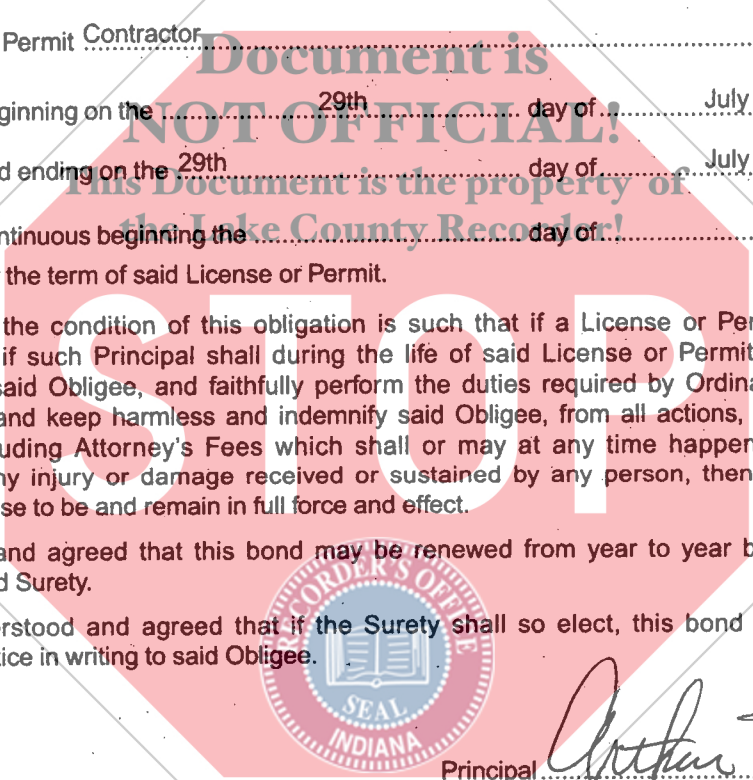 Permit Contractor
Document is
ginning on the 29th day of July
NOT OFFICIAL!
d ending on the 29th day of July
This Document is the property of
the Lake County Recorder!
ntinuous beginning the day of
the term of said License or Permit.
the condition of this obligation is such that if a License or Per
if such Principal shall during the life of said License or Permit
said Obligee, and faithfully perform the duties required by Ordina
and keep harmless and indemnify said Obligee, from all actions,
uding Attorney's Fees which shall or may at any time happen
ny injury or damage received or sustained by any person, then
se to be and remain in full force and effect.
STOP
and agreed that this bond may be renewed from year to year b
d Surety.
rstood and agreed that if the Surety shall so elect, this bond
tice in writing to said Obligee.
RECORDER'S OFFICE
SEAL
INDIANA
Principal Arthur